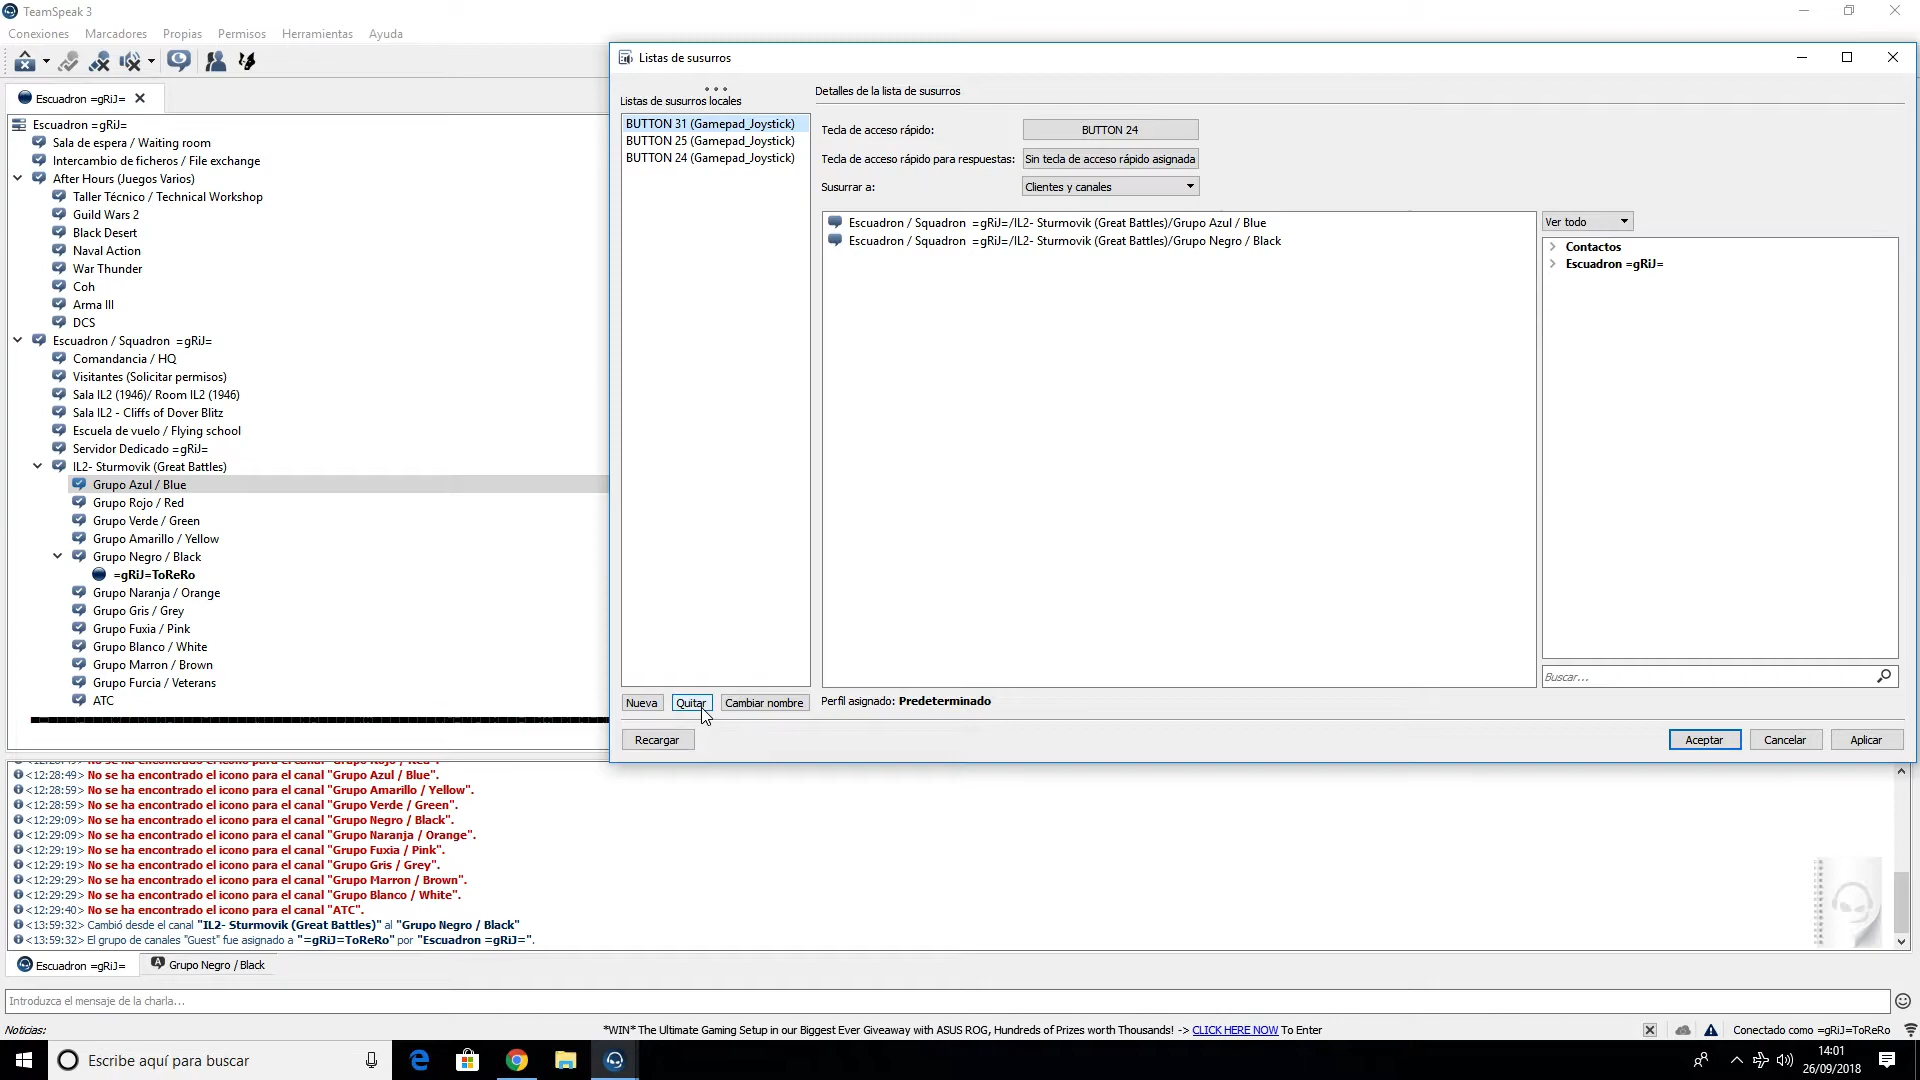 TeamSpeak 3
Conexiones Marcadores Propias Permisos Herramientas Ayuda
Escuadron =gRiJ=
Escuadron =gRiJ=
Sala de espera / Waiting room
Intercambio de ficheros / File exchange
After Hours (Juegos Varios)
Taller Técnico / Technical Workshop
Guild Wars 2
Black Desert
Naval Action
War Thunder
Coh
Arma III
DCS
Escuadron / Squadron =gRiJ=
Comandancia / HQ
Visitantes (Solicitar permisos)
Sala IL2 (1946)/ Room IL2 (1946)
Sala IL2 - Cliffs of Dover Blitz
Escuela de vuelo / Flying school
Servidor Dedicado =gRiJ=
IL2- Sturmovik (Great Battles)
Grupo Azul / Blue
Grupo Rojo / Red
Grupo Verde / Green
Grupo Amarillo / Yellow
Grupo Negro / Black
=gRiJ=ToReRo
Grupo Naranja / Orange
Grupo Gris / Grey
Grupo Fuxia / Pink
Grupo Blanco / White
Grupo Marron / Brown
Grupo Furcia / Veterans
ATC
Listas de susurros
Listas de susurros locales
BUTTON 31 (Gamepad_Joystick)
BUTTON 25 (Gamepad_Joystick)
BUTTON 24 (Gamepad_Joystick)
Nueva Quitar Cambiar nombre
Recargar
Detalles de la lista de susurros
Tecla de acceso rápido: BUTTON 24
Tecla de acceso rápido para respuestas: Sin tecla de acceso rápido asignada
Susurrar a: Clientes y canales
Escuadron / Squadron =gRiJ=/IL2- Sturmovik (Great Battles)/Grupo Azul / Blue
Escuadron / Squadron =gRiJ=/IL2- Sturmovik (Great Battles)/Grupo Negro / Black
Ver todo
Contactos
Escuadron =gRiJ=
Buscar...
Perfil asignado: Predeterminado
Aceptar Cancelar Aplicar
<12:28:49> No se ha encontrado el icono para el canal "Grupo Rojo / Red".
<12:28:49> No se ha encontrado el icono para el canal "Grupo Azul / Blue".
<12:28:59> No se ha encontrado el icono para el canal "Grupo Amarillo / Yellow".
<12:28:59> No se ha encontrado el icono para el canal "Grupo Verde / Green".
<12:29:09> No se ha encontrado el icono para el canal "Grupo Negro / Black".
<12:29:09> No se ha encontrado el icono para el canal "Grupo Naranja / Orange".
<12:29:19> No se ha encontrado el icono para el canal "Grupo Fuxia / Pink".
<12:29:19> No se ha encontrado el icono para el canal "Grupo Gris / Grey".
<12:29:29> No se ha encontrado el icono para el canal "Grupo Marron / Brown".
<12:29:29> No se ha encontrado el icono para el canal "Grupo Blanco / White".
<12:29:40> No se ha encontrado el icono para el canal "ATC".
<13:59:32> Cambió desde el canal "IL2- Sturmovik (Great Battles)" al "Grupo Negro / Black"
<13:59:32> El grupo de canales "Guest" fue asignado a "=gRiJ=ToReRo" por "Escuadron =gRiJ=".
Escuadron =gRiJ= Grupo Negro / Black
Introduzca el mensaje de la charla...
Noticias: *WIN* The Ultimate Gaming Setup in our Biggest Ever Giveaway with ASUS ROG, Hundreds of Prizes worth Thousands! -> CLICK HERE NOW To Enter Conectado como =gRiJ=ToReRo
Escribe aquí para buscar
14:01
26/09/2018